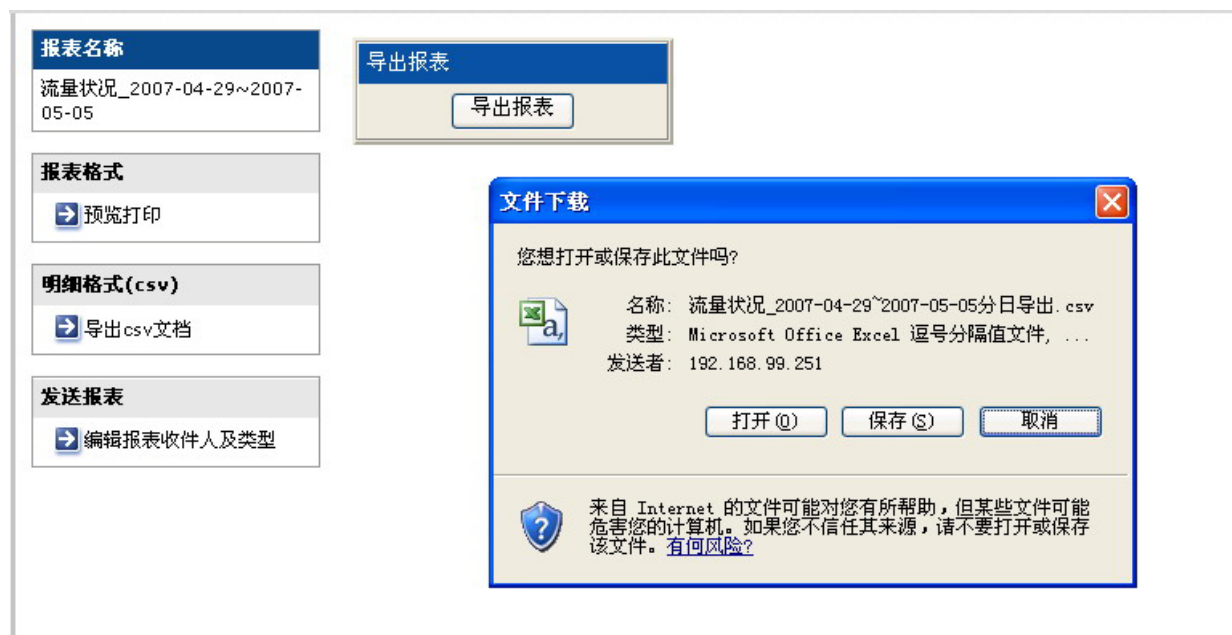 报表名称
流量状况_2007-04-29~2007-
05-05
报表格式
预览打印
明细格式(csv)
导出csv文档
发送报表
编辑报表收件人及类型
导出报表
导出报表
文件下载
您想打开或保存此文件吗?
名称: 流量状况_2007-04-29~2007-05-05分日导出.csv
类型: Microsoft Office Excel 逗号分隔值文件, ...
发送者: 192.168.99.251
打开(O)
保存(S)
取消
来自 Internet 的文件可能对您有所帮助，但某些文件可能
危害您的计算机。如果您不信任其来源，请不要打开或保存
该文件。有何风险?